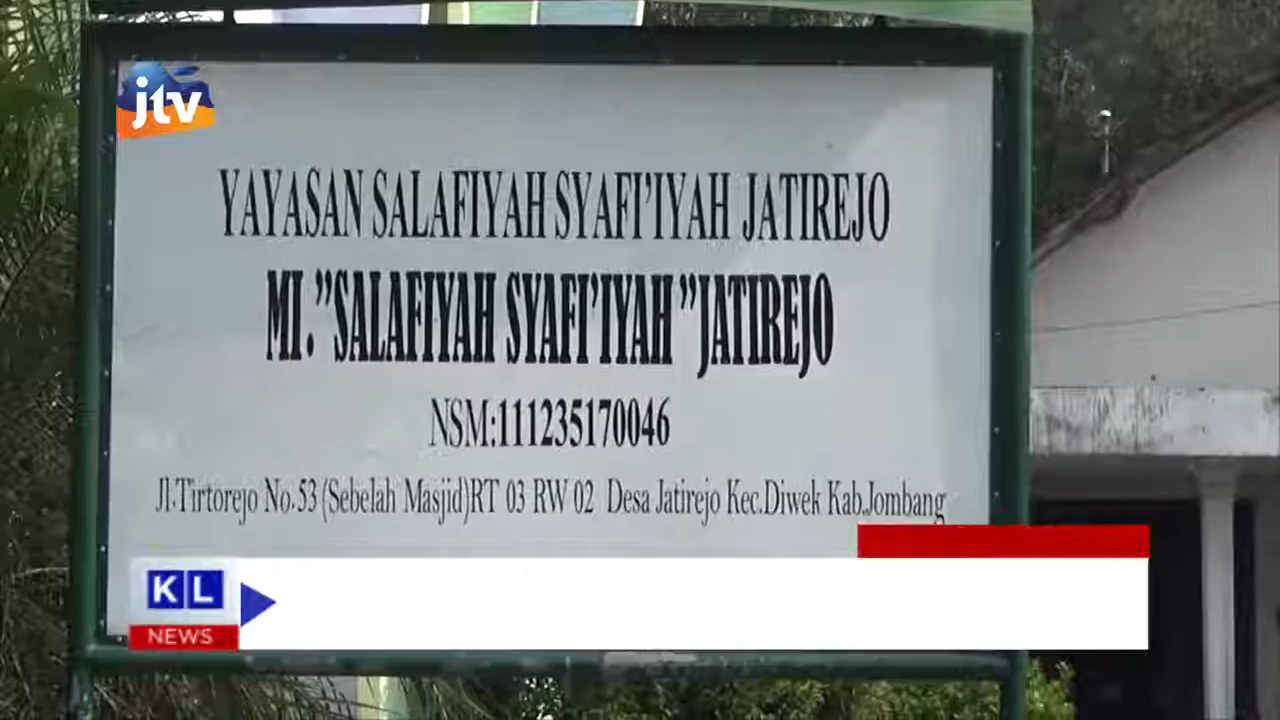 jtv
YAYASAN SALAFIYAH SYAFI'IYAH JATIREJO
MI."SALAFIYAH SYAFI'IYAH "JATIREJO
NSM:111235170046
Jl.Tirtorejo No.53 (Sebelah Masjid)RT 03 RW 02 Desa Jatirejo Kec.Diwek Kab.Jombang
KL
NEWS